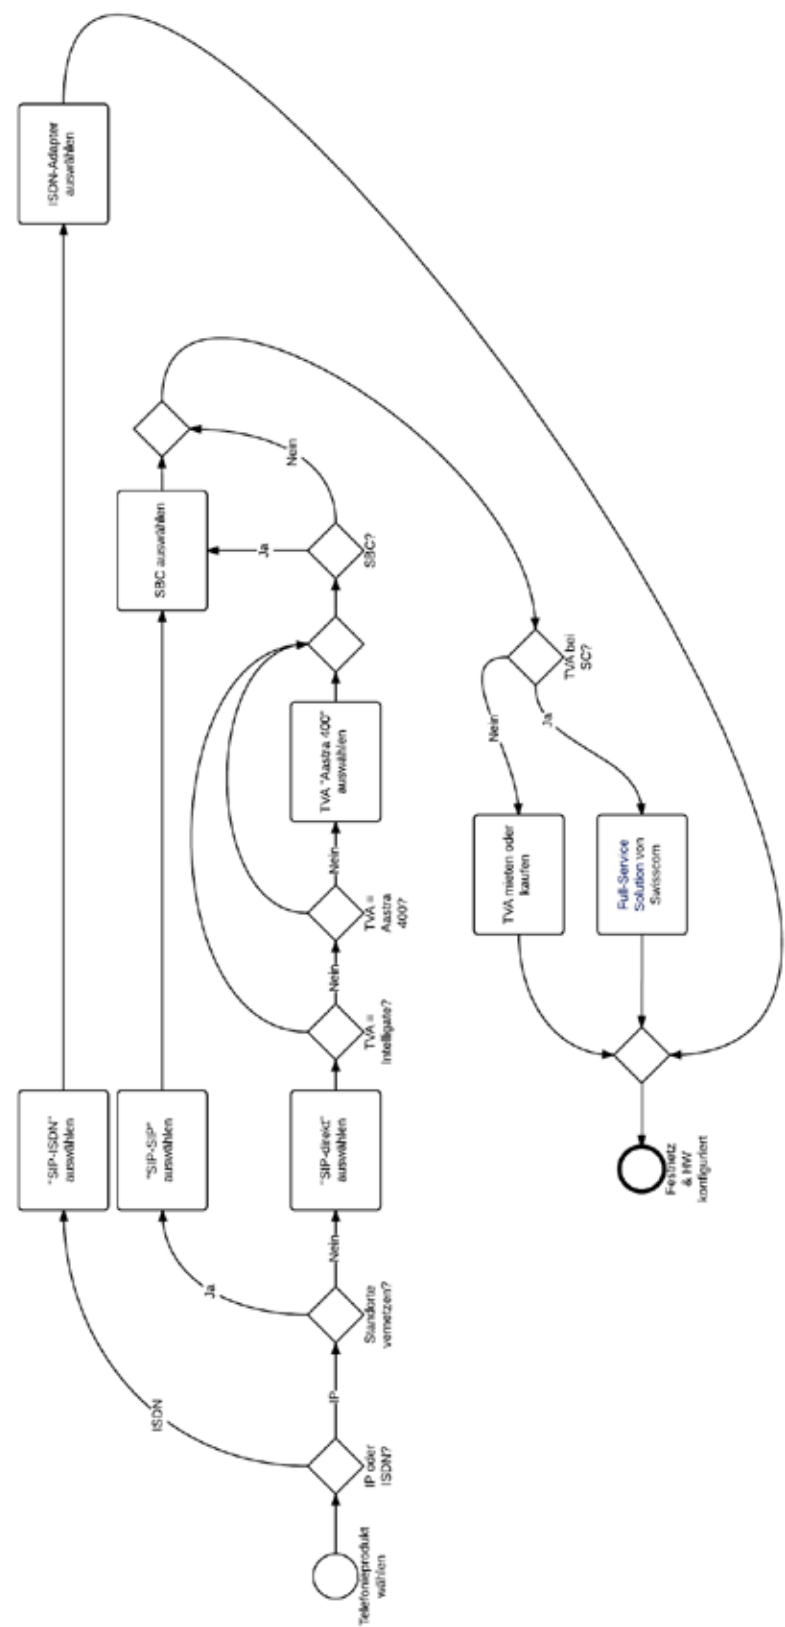 Telefonieprodukt
wählen
IP oder
ISDN?
ISDN
IP
Standorte
vernetzen?
Ja
Nein
"SIP-ISDN"
auswählen
"SIP-SIP"
auswählen
"SIP-direkt"
auswählen
TVA =
Intelligate?
Nein
TVA =
Aastra
400?
Nein
TVA "Aastra 400"
auswählen
SBC?
Ja
Nein
SBC auswählen
ISDN-Adapter
auswählen
TVA bei
SC?
Nein
Ja
TVA mieten oder
kaufen
Full-Service
Solution von
Swisscom
Festnetz
& HW
konfiguriert